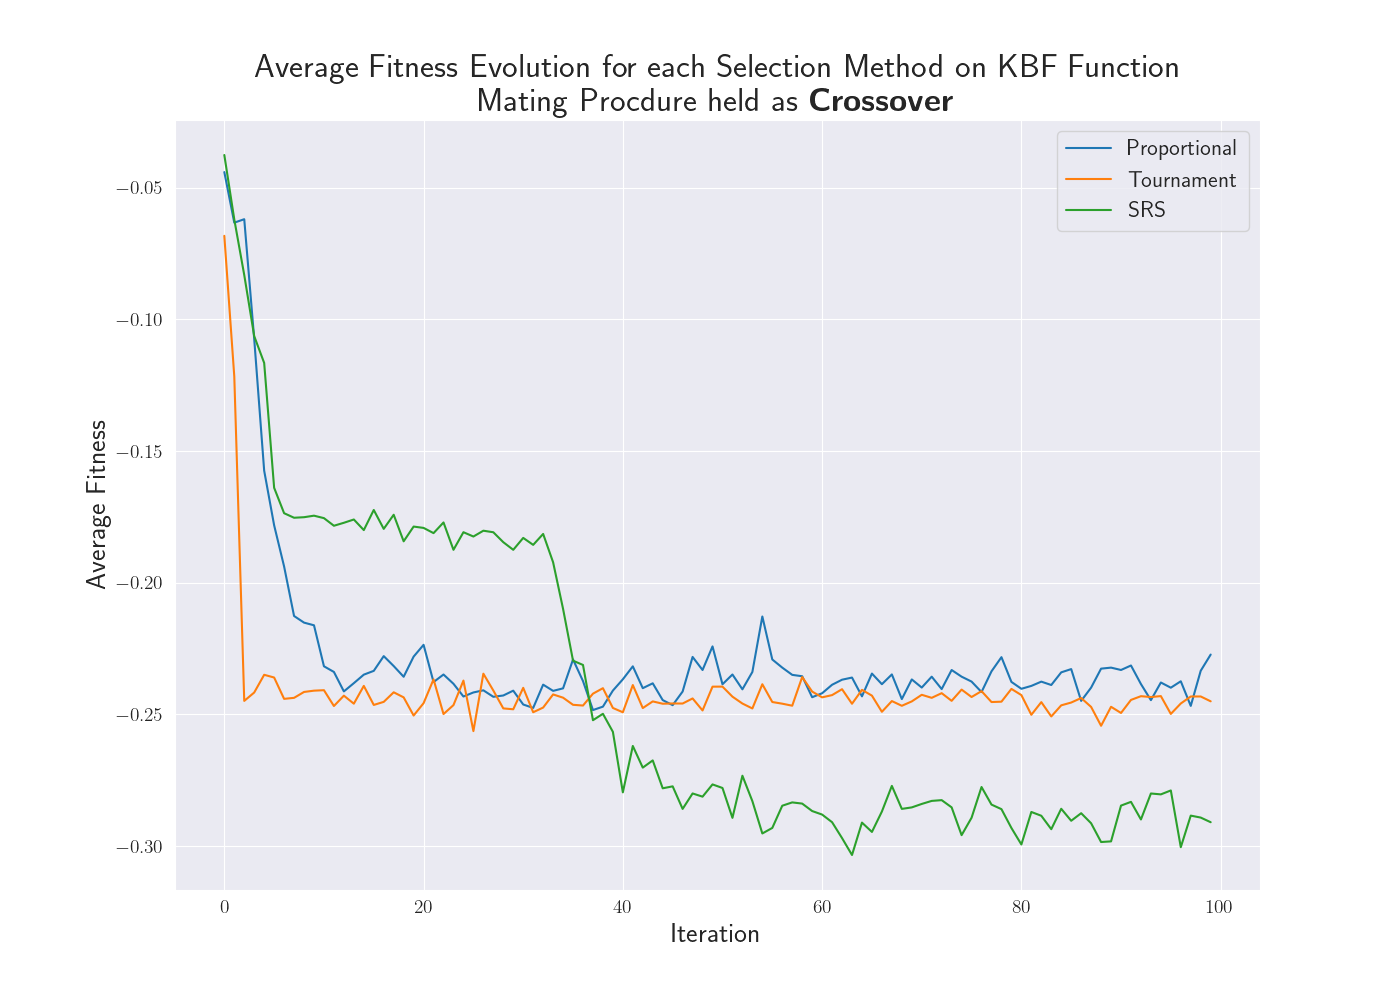 Average Fitness Evolution for each Selection Method on KBF Function
Mating Procdure held as Crossover
Proportional
Tournament
SRS
Average Fitness
−0.05
−0.10
−0.15
−0.20
−0.25
−0.30
0 20 40 60 80 100
Iteration